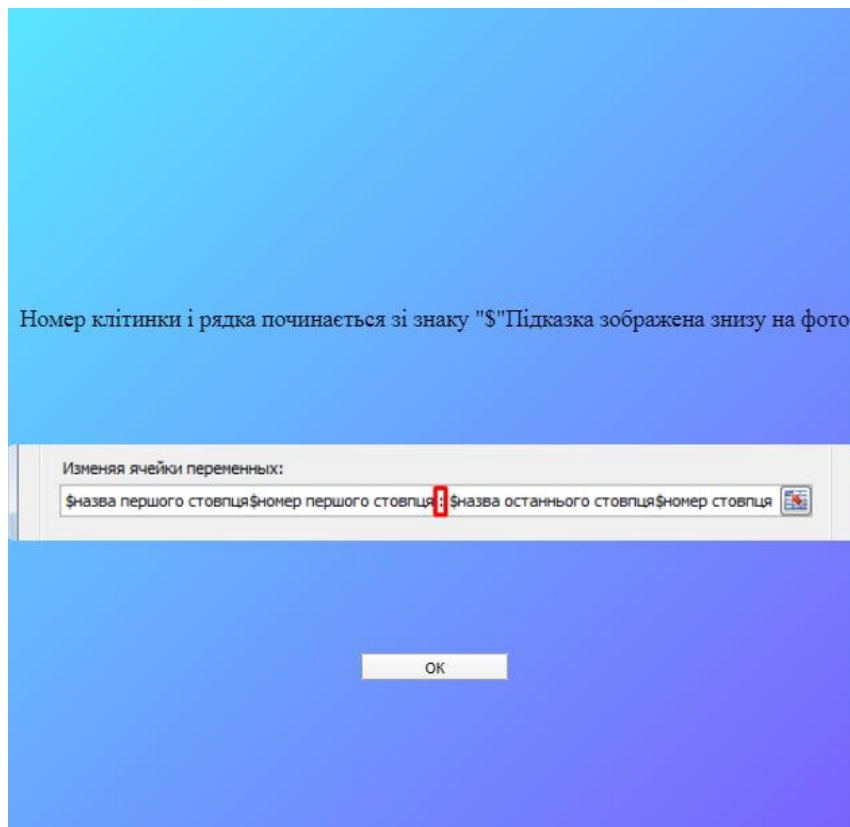 Номер клітинки і рядка починається зі знаку "$"Підказка зображена знизу на фото
Изменяя ячейки переменных:
$назва першого стовпця$номер першого стовпця : $назва останнього стовпця$номер стовпця
ОК